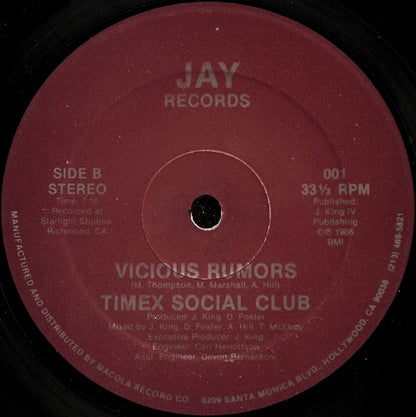 JAY
RECORDS
SIDE B
STEREO
Time: 7:10
Recorded at
Starlight Studios
Richmond, CA
001
33⅓ RPM
Published:
J. King IV
Publishing
©℗ 1986
BMI
VICIOUS RUMORS
(M. Thompson, M. Marshall, A. Hill)
TIMEX SOCIAL CLUB
Produced: J. King, D. Foster
Mixed by J. King, D. Foster, A. Hill, T. McElroy
Executive Producer: J. King
Engineer: Carl Herlofsson
Asst. Engineer, Devon Bernardoni
MANUFACTURED AND DISTRIBUTED BY MACOLA RECORD CO. 6209 SANTA MONICA BLVD., HOLLYWOOD, CA 90038 (213) 469-5821